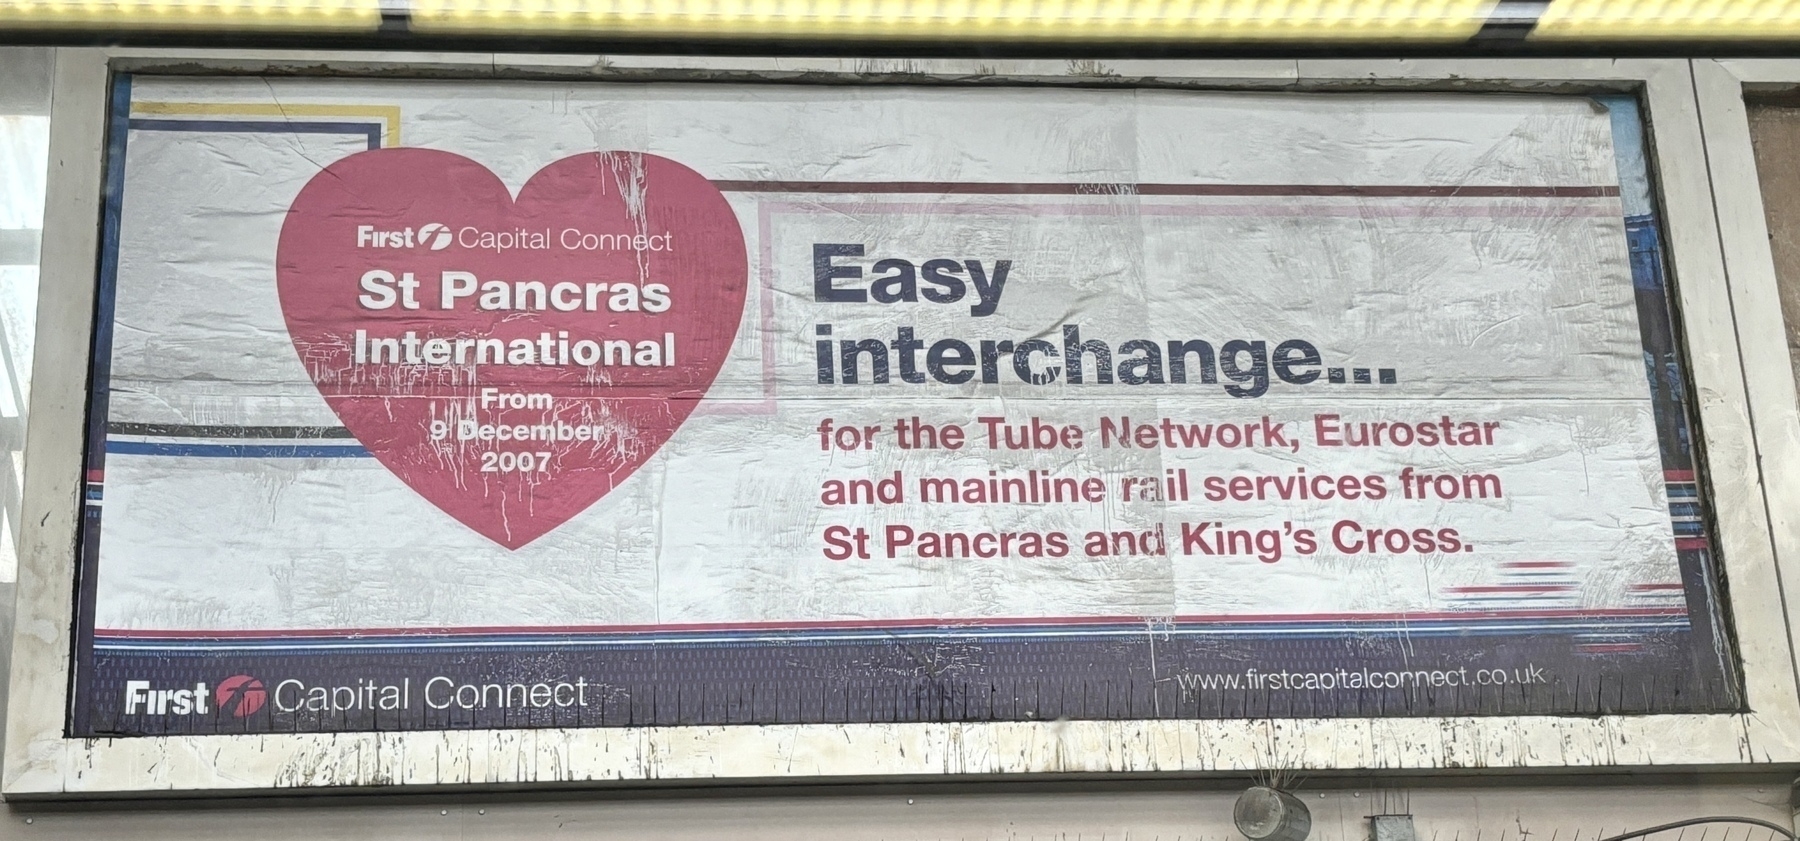 First Capital Connect
St Pancras
International
From
9 December
2007
Easy
interchange...
for the Tube Network, Eurostar
and mainline rail services from
St Pancras and King's Cross.
First Capital Connect
www.firstcapitalconnect.co.uk